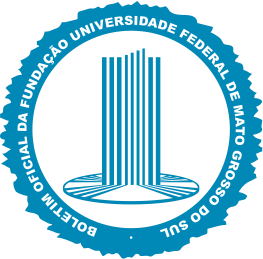 BOLETIM OFICIAL DA FUNDAÇÃO UNIVERSIDADE FEDERAL DE MATO GROSSO DO SUL